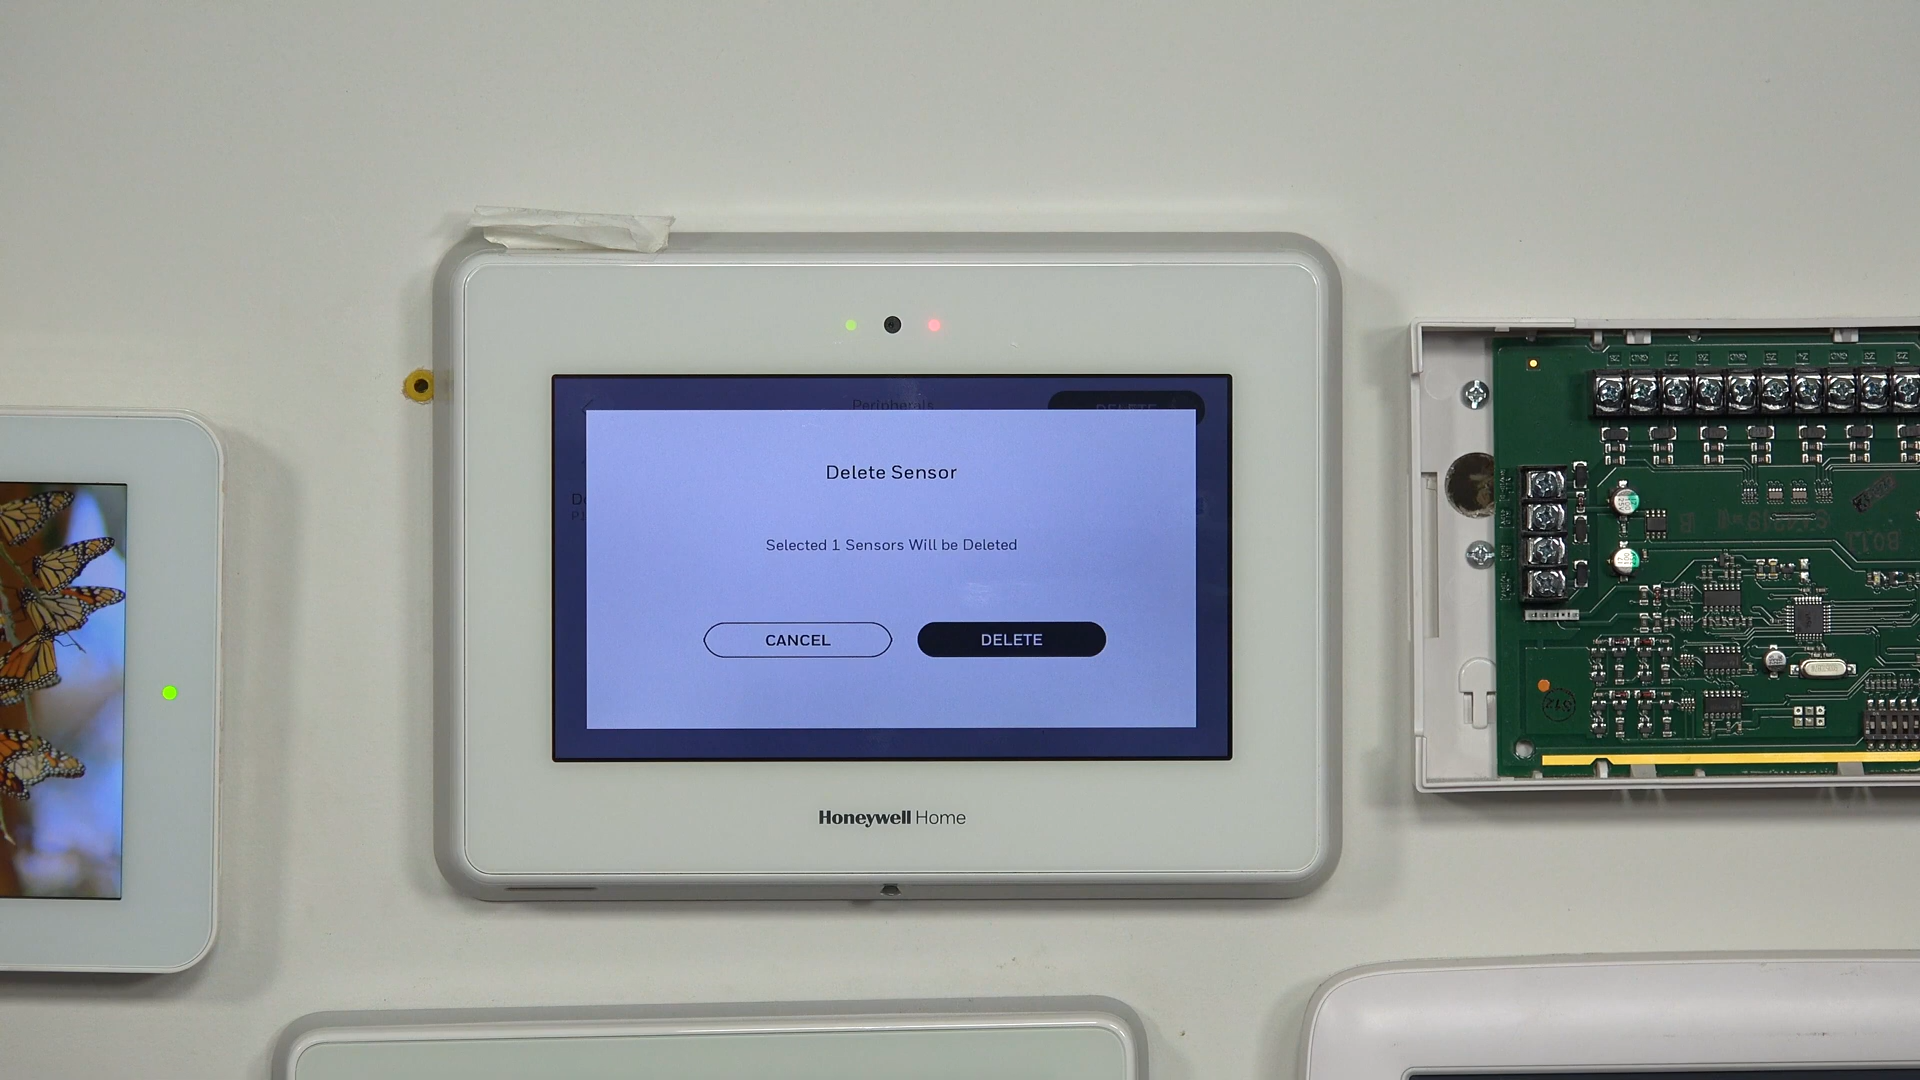 Peripherals
DELETE
Delete Sensor
Selected 1 Sensors Will be Deleted
CANCEL
DELETE
Honeywell Home